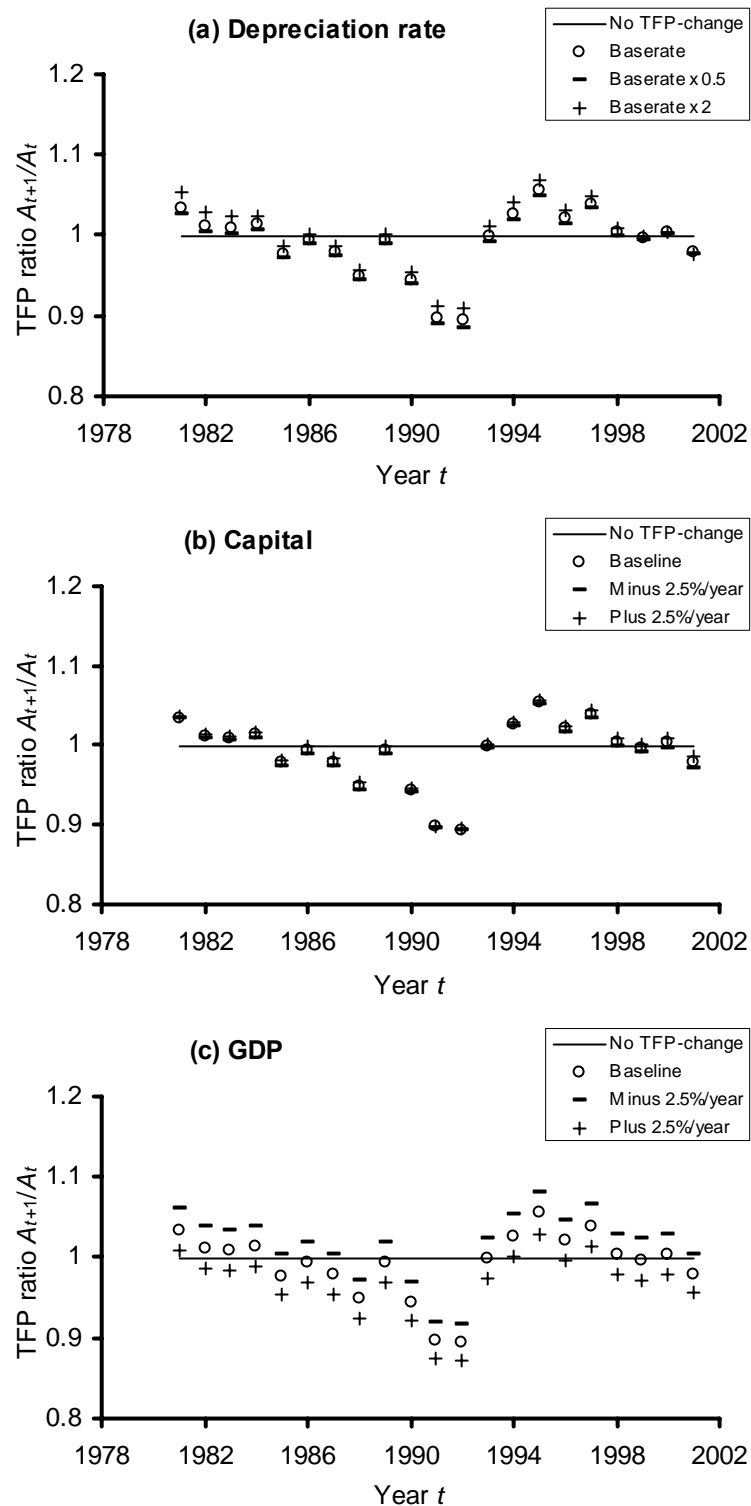 (a) Depreciation rate
No TFP-change
Baserate
Baserate x 0.5
Baserate x 2
TFP ratio At+1/At
1.2
1.1
1
0.9
0.8
1978 1982 1986 1990 1994 1998 2002
Year t
(b) Capital
No TFP-change
Baseline
Minus 2.5%/year
Plus 2.5%/year
TFP ratio At+1/At
1.2
1.1
1
0.9
0.8
1978 1982 1986 1990 1994 1998 2002
Year t
(c) GDP
No TFP-change
Baseline
Minus 2.5%/year
Plus 2.5%/year
TFP ratio At+1/At
1.2
1.1
1
0.9
0.8
1978 1982 1986 1990 1994 1998 2002
Year t